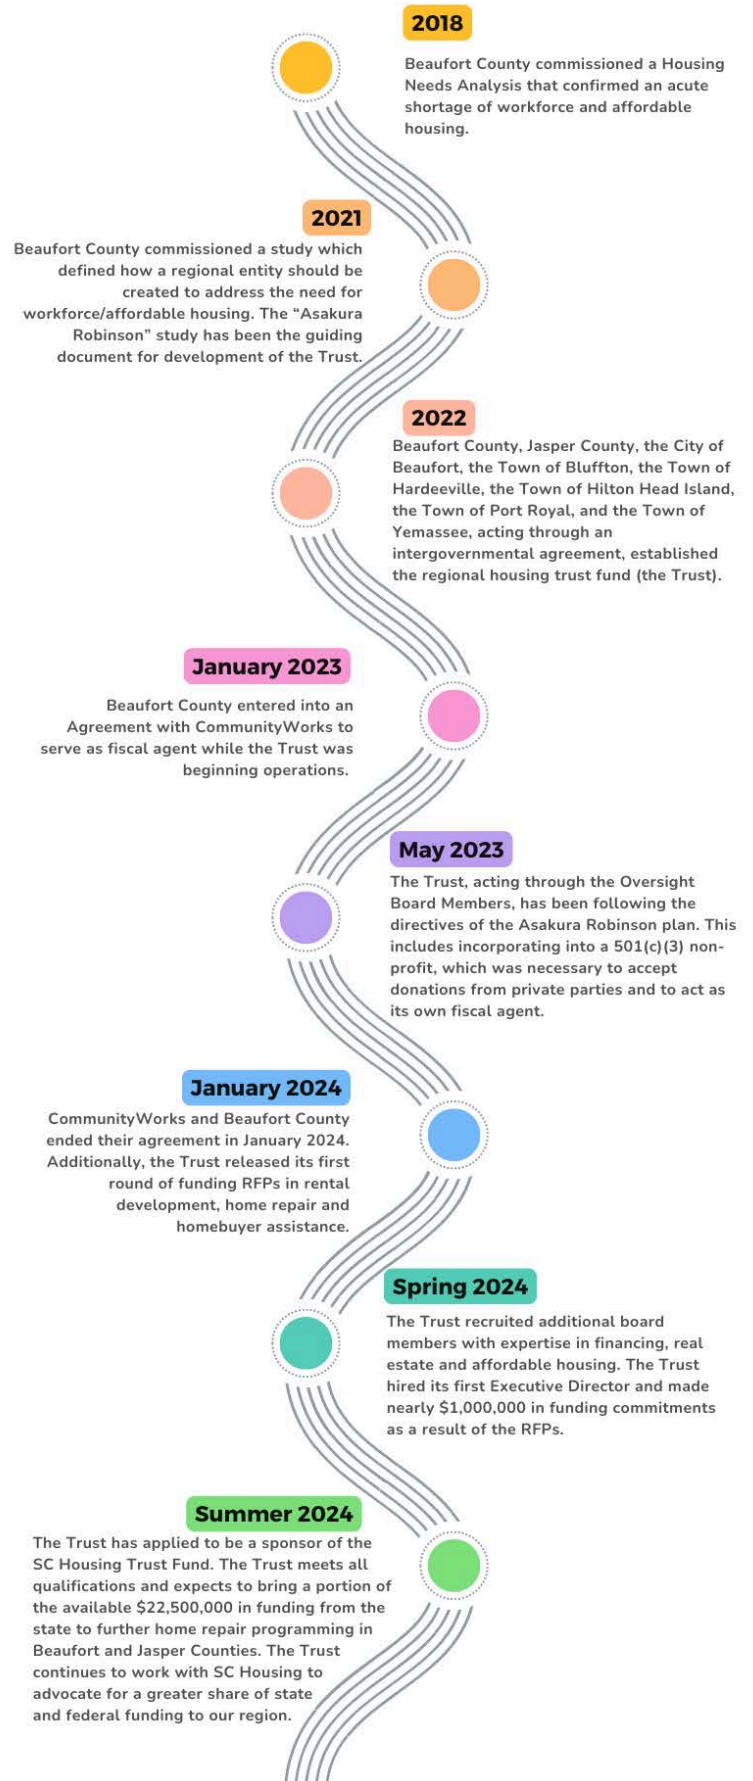 2018
Beaufort County commissioned a Housing
Needs Analysis that confirmed an acute
shortage of workforce and affordable
housing.
2021
Beaufort County commissioned a study which
defined how a regional entity should be
created to address the need for
workforce/affordable housing. The “Asakura
Robinson” study has been the guiding
document for development of the Trust.
2022
Beaufort County, Jasper County, the City of
Beaufort, the Town of Bluffton, the Town of
Hardeeville, the Town of Hilton Head Island,
the Town of Port Royal, and the Town of
Yemassee, acting through an
intergovernmental agreement, established
the regional housing trust fund (the Trust).
January 2023
Beaufort County entered into an
Agreement with CommunityWorks to
serve as fiscal agent while the Trust was
beginning operations.
May 2023
The Trust, acting through the Oversight
Board Members, has been following the
directives of the Asakura Robinson plan. This
includes incorporating into a 501(c)(3) non-
profit, which was necessary to accept
donations from private parties and to act as
its own fiscal agent.
January 2024
CommunityWorks and Beaufort County
ended their agreement in January 2024.
Additionally, the Trust released its first
round of funding RFPs in rental
development, home repair and
homebuyer assistance.
Spring 2024
The Trust recruited additional board
members with expertise in financing, real
estate and affordable housing. The Trust
hired its first Executive Director and made
nearly $1,000,000 in funding commitments
as a result of the RFPs.
Summer 2024
The Trust has applied to be a sponsor of the
SC Housing Trust Fund. The Trust meets all
qualifications and expects to bring a portion of
the available $22,500,000 in funding from the
state to further home repair programming in
Beaufort and Jasper Counties. The Trust
continues to work with SC Housing to
advocate for a greater share of state
and federal funding to our region.